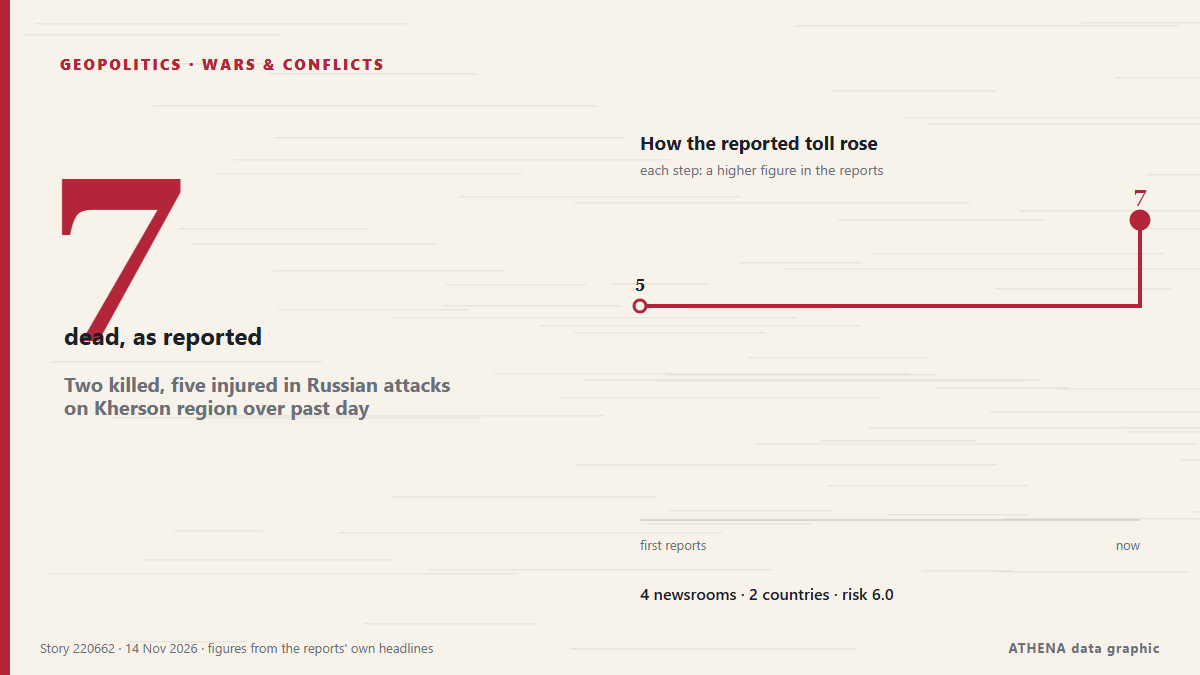 GEOPOLITICS · WARS & CONFLICTS
7
dead, as reported
Two killed, five injured in Russian attacks
on Kherson region over past day
How the reported toll rose
each step: a higher figure in the reports
7
5
first reports
now
4 newsrooms · 2 countries · risk 6.0
Story 220662 · 14 Nov 2026 · figures from the reports' own headlines
ATHENA data graphic